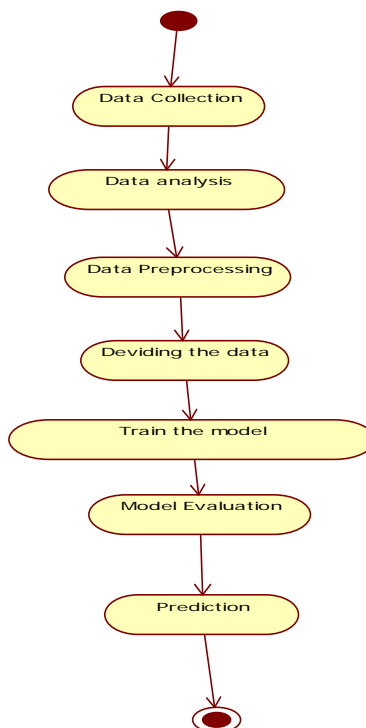 Data Collection
Data analysis
Data Preprocessing
Deviding the data
Train the model
Model Evaluation
Prediction